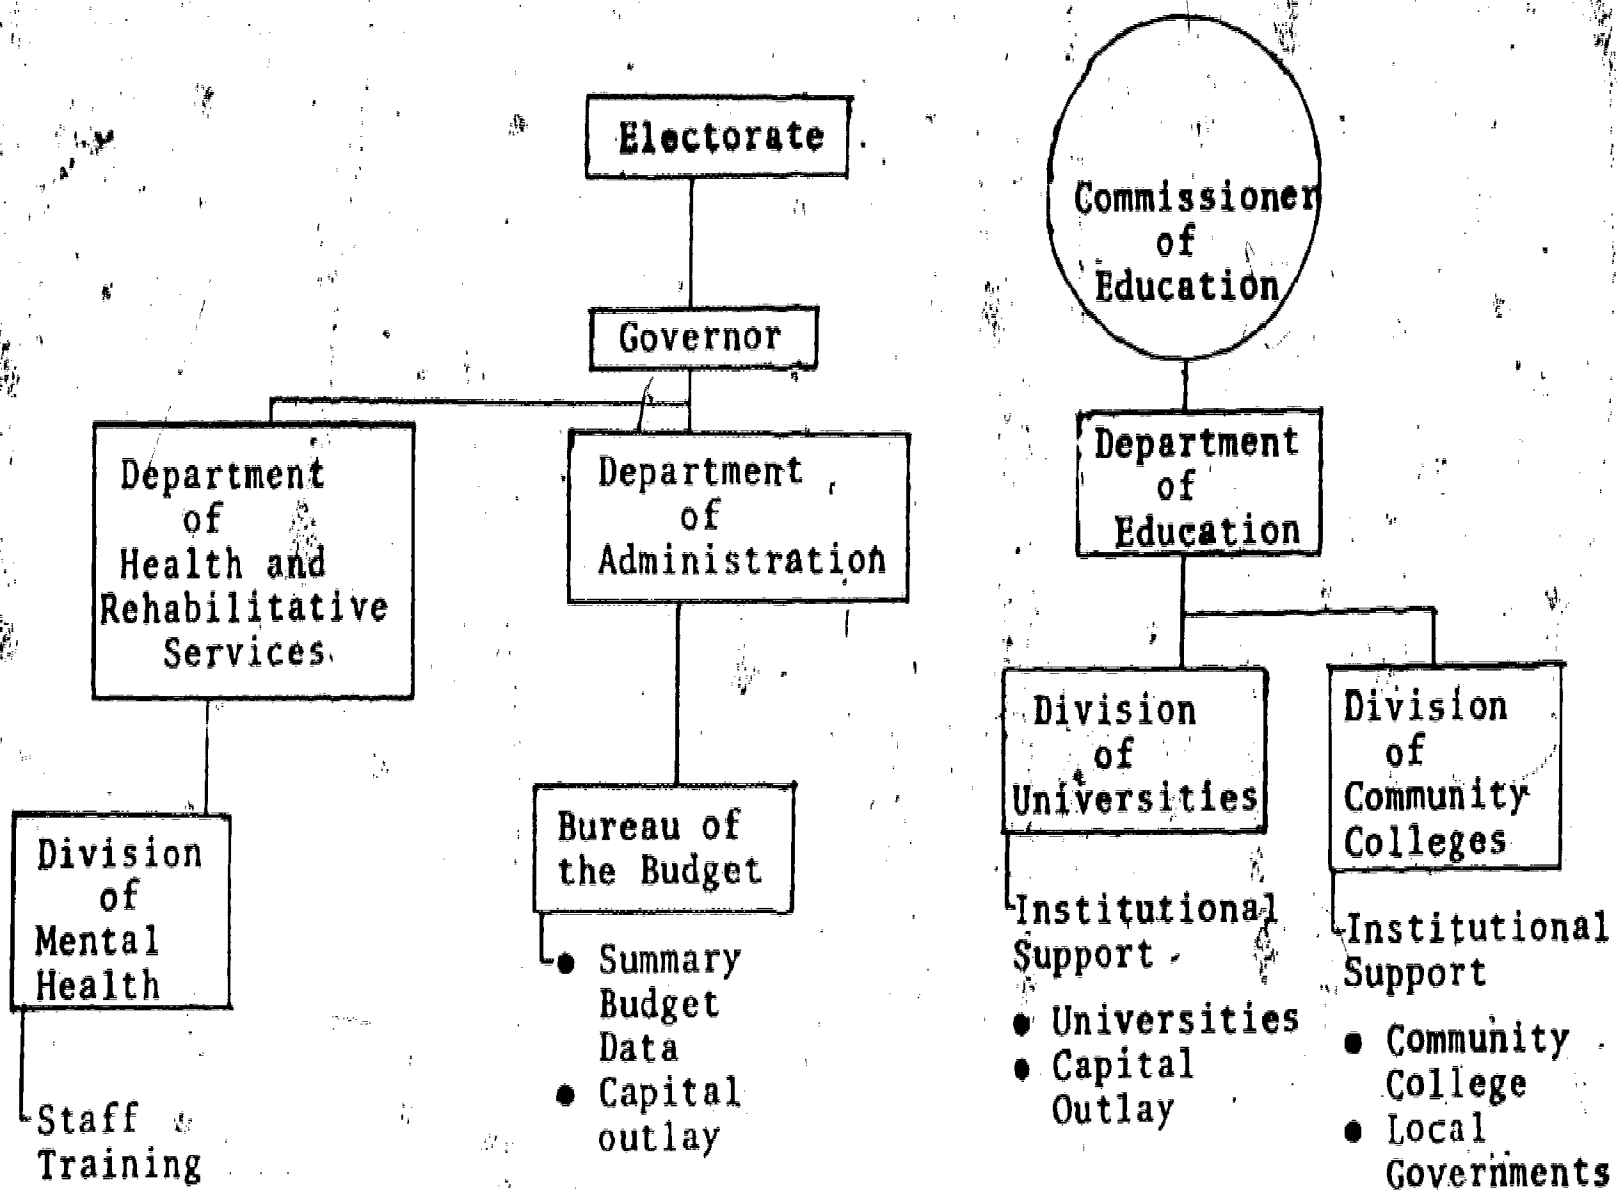 Electorate
Commissioner
of
Education
Governor
Department
of
Health and
Rehabilitative
Services
Department
of
Administration
Department
of
Education
Division
of
Mental
Health
Bureau of
the Budget
Division
of
Universities
Division
of
Community
Colleges
Staff
Training
• Summary
Budget
Data
• Capital
outlay
Institutional
Support
• Universities
• Capital
Outlay
Institutional
Support
• Community
College
• Local
Governments